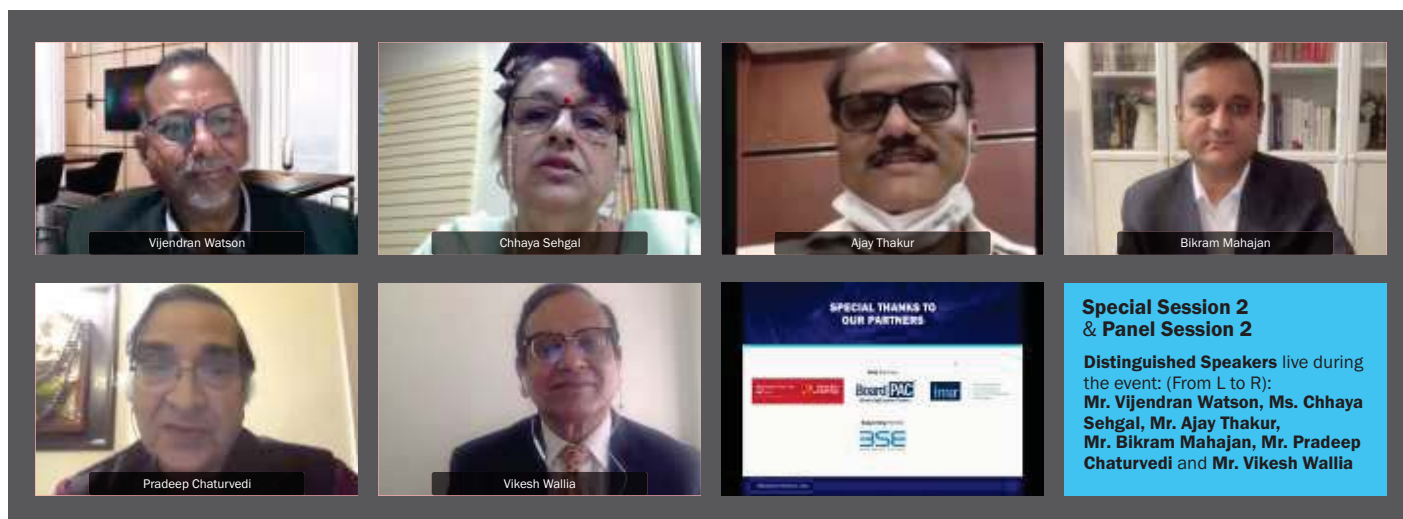 Vijendran Watson
Chhaya Sehgal
Ajay Thakur
Bikram Mahajan
Pradeep Chaturvedi
Vikesh Wallia
SPECIAL THANKS TO
OUR PARTNERS
BoardPAC
BSE
Special Session 2
& Panel Session 2
Distinguished Speakers live during
the event: (From L to R):
Mr. Vijendran Watson, Ms. Chhaya
Sehgal, Mr. Ajay Thakur,
Mr. Bikram Mahajan, Mr. Pradeep
Chaturvedi and Mr. Vikesh Wallia